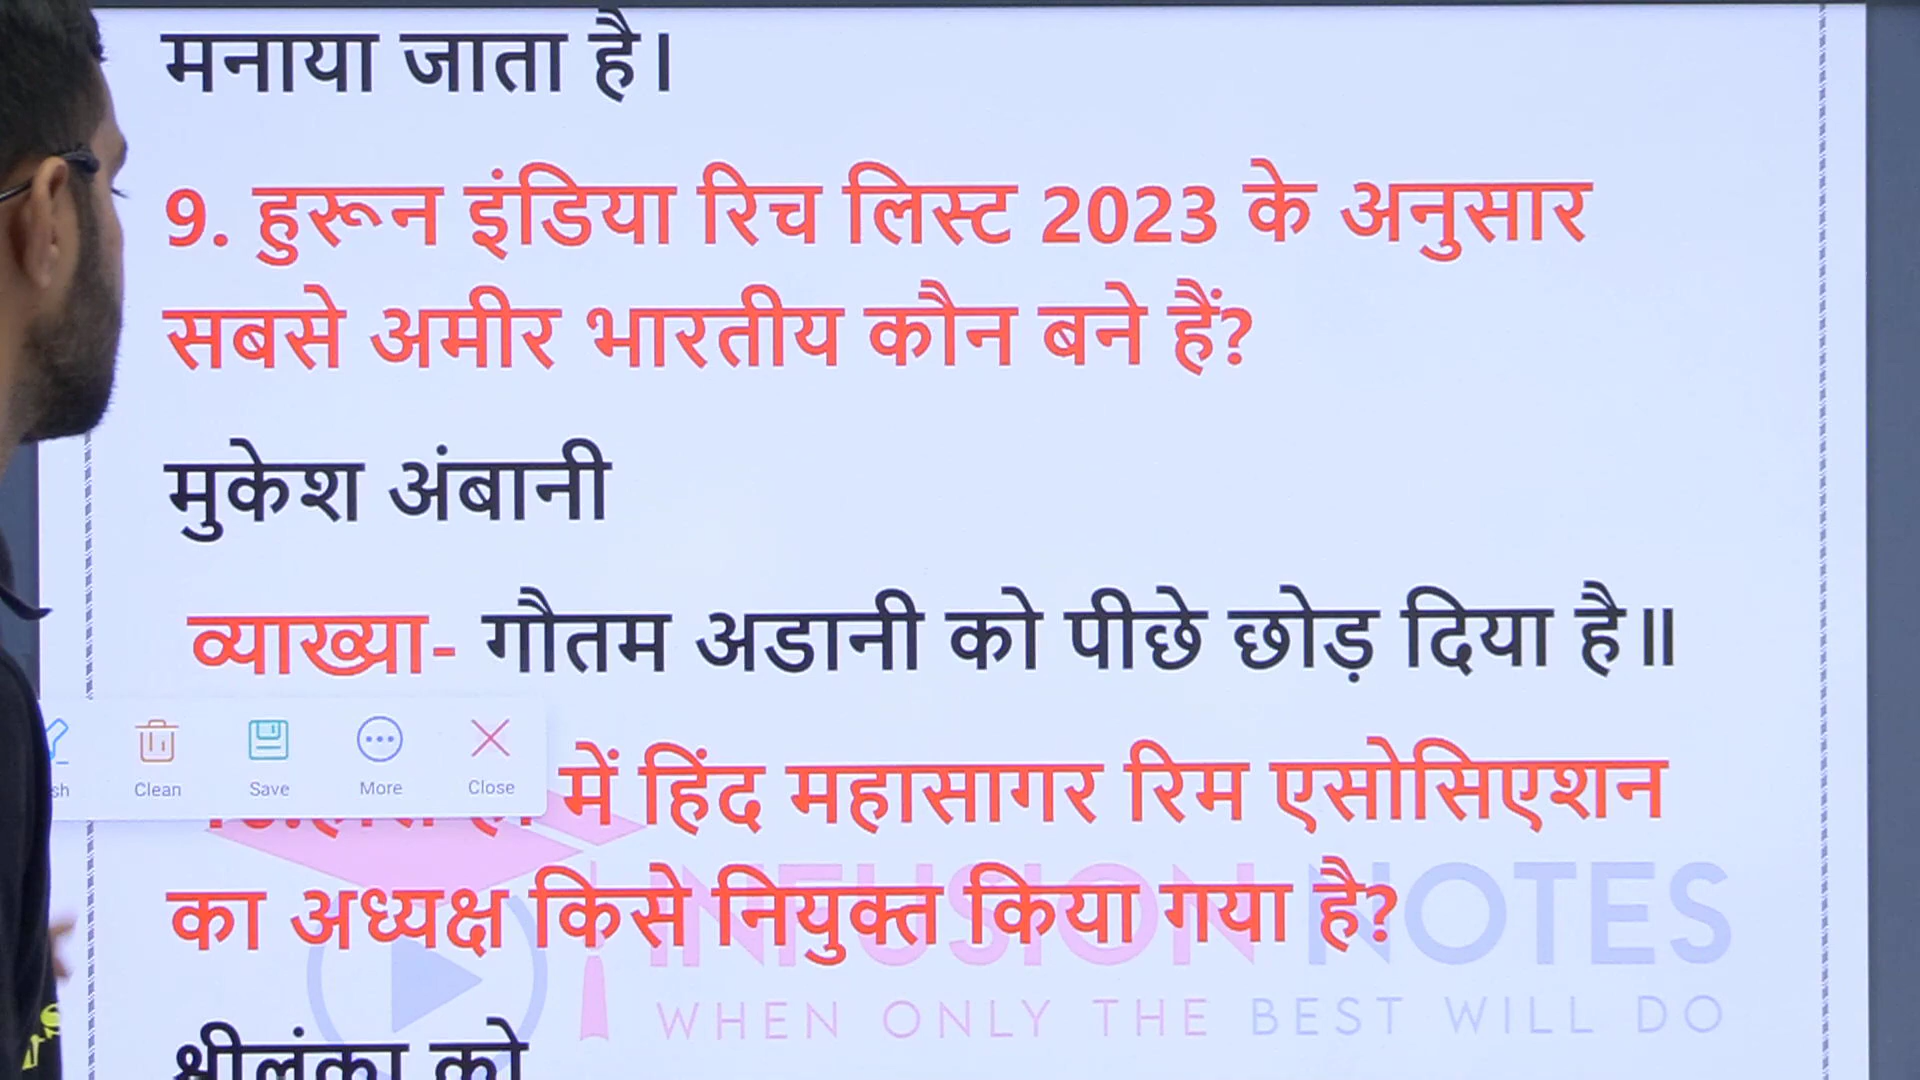 मनाया जाता है।
9. हुरून इंडिया रिच लिस्ट 2023 के अनुसार
सबसे अमीर भारतीय कौन बने हैं?
मुकेश अंबानी
व्याख्या- गौतम अडानी को पीछे छोड़ दिया है॥
Clean Save More Close
में हिंद महासागर रिम एसोसिएशन
का अध्यक्ष किसे नियुक्त किया गया है?
INFUSION NOTES
WHEN ONLY THE BEST WILL DO
श्रीलंका को